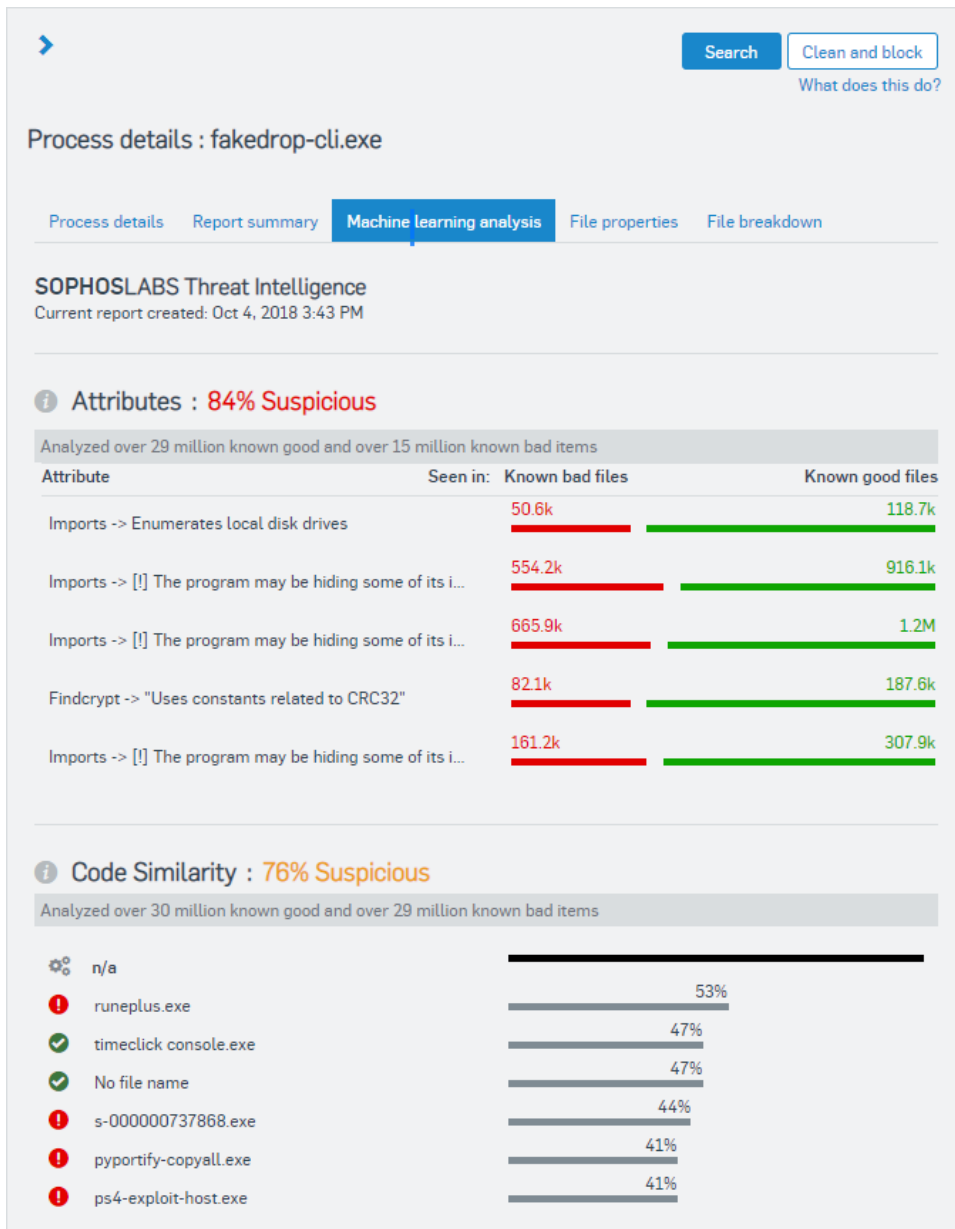 Search Clean and block
What does this do?
Process details : fakedrop-cli.exe
Process details Report summary Machine learning analysis File properties File breakdown
SOPHOSLABS Threat Intelligence
Current report created: Oct 4, 2018 3:43 PM
Attributes : 84% Suspicious
Analyzed over 29 million known good and over 15 million known bad items
Attribute Seen in: Known bad files Known good files
Imports -> Enumerates local disk drives 50.6k 118.7k
Imports -> [!] The program may be hiding some of its i... 554.2k 916.1k
Imports -> [!] The program may be hiding some of its i... 665.9k 1.2M
Findcrypt -> "Uses constants related to CRC32" 82.1k 187.6k
Imports -> [!] The program may be hiding some of its i... 161.2k 307.9k
Code Similarity : 76% Suspicious
Analyzed over 30 million known good and over 29 million known bad items
n/a
runeplus.exe 53%
timeclick console.exe 47%
No file name 47%
s-000000737868.exe 44%
pyportify-copyall.exe 41%
ps4-exploit-host.exe 41%